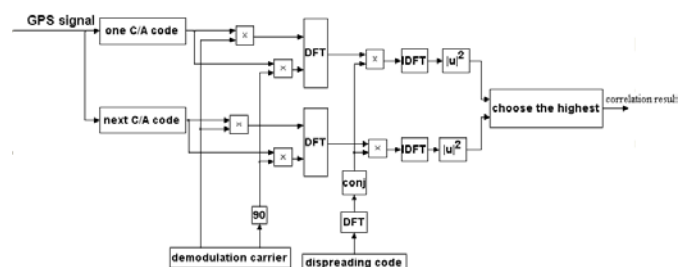 GPS signal
one C/A code
×
×
DFT
×
IDFT
|u|²
next C/A code
×
×
DFT
×
IDFT
|u|²
choose the highest
correlation result
conj
90
DFT
demodulation carrier
dispreading code